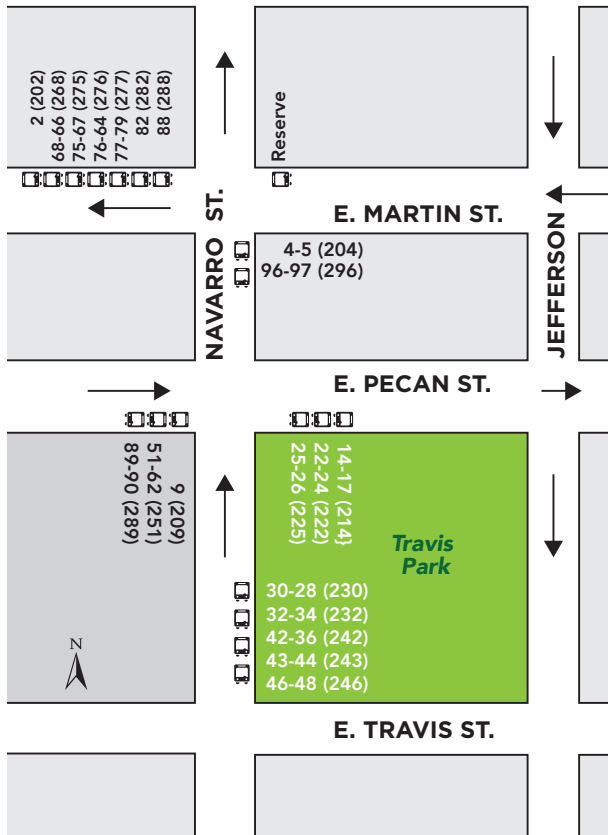 2 (202)
68-66 (268)
75-67 (275)
76-64 (276)
77-79 (277)
82 (282)
88 (288)
Reserve
NAVARRO ST.
E. MARTIN ST.
JEFFERSON
4-5 (204)
96-97 (296)
E. PECAN ST.
9 (209)
51-62 (251)
89-90 (289)
14-17 (214}
22-24 (222)
25-26 (225)
Travis
Park
30-28 (230)
32-34 (232)
42-36 (242)
43-44 (243)
46-48 (246)
N
E. TRAVIS ST.